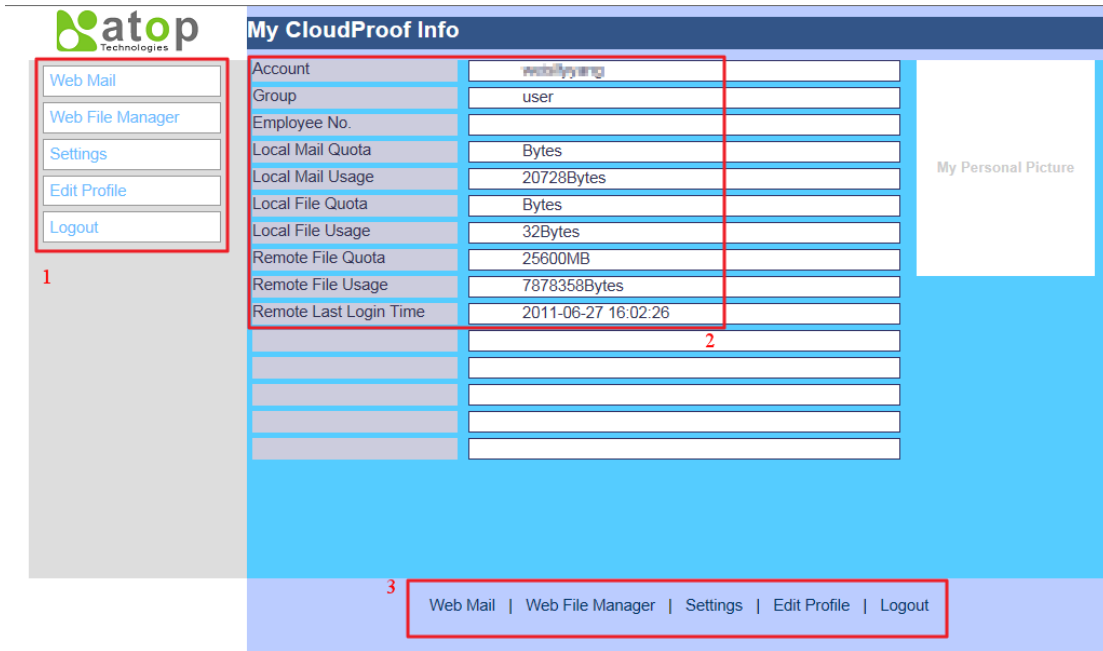 atop
Technologies
My CloudProof Info
Web Mail
Web File Manager
Settings
Edit Profile
Logout
1
Account
Group user
Employee No.
Local Mail Quota Bytes
Local Mail Usage 20728Bytes
Local File Quota Bytes
Local File Usage 32Bytes
Remote File Quota 25600MB
Remote File Usage 7878358Bytes
Remote Last Login Time 2011-06-27 16:02:26
2
My Personal Picture
3
Web Mail | Web File Manager | Settings | Edit Profile | Logout